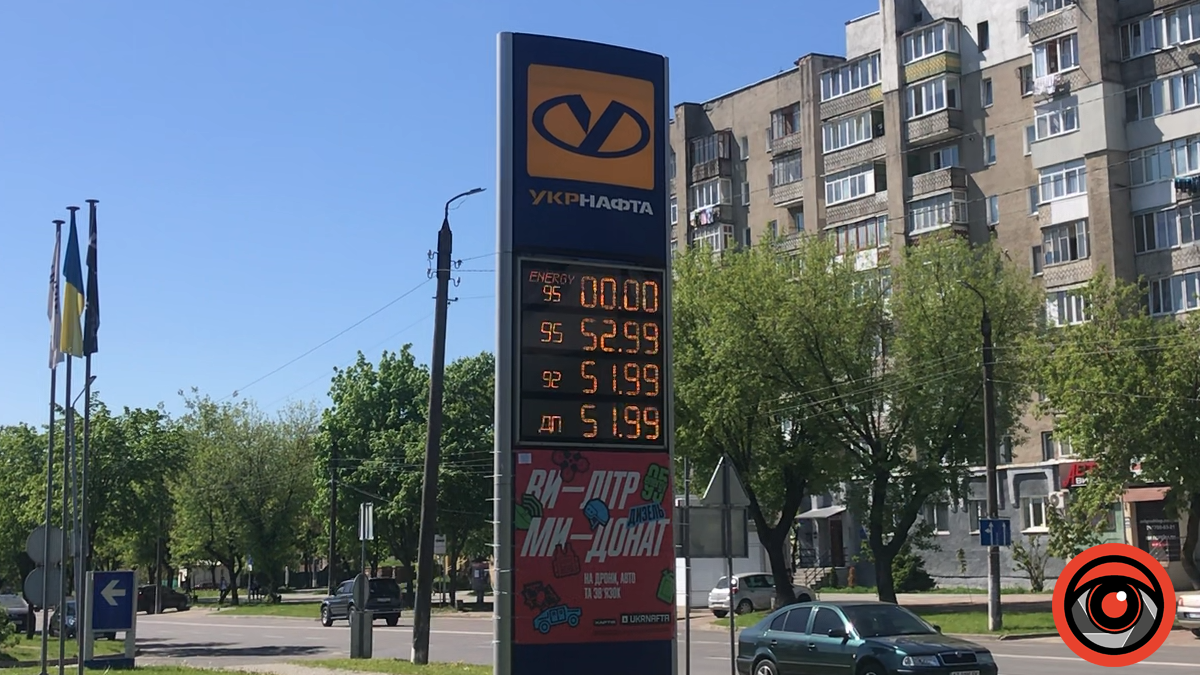 УКРНАФТА
ENERGY
95 00.00
95 52.99
92 51.99
ДП 51.99
ВИ—ЛІТР
95
ДИЗЕЛЬ
МИ—ДОНАТ
НА ДРОНИ, АВТО
ТА ЗВ'ЯЗОК
UKRNAFTA